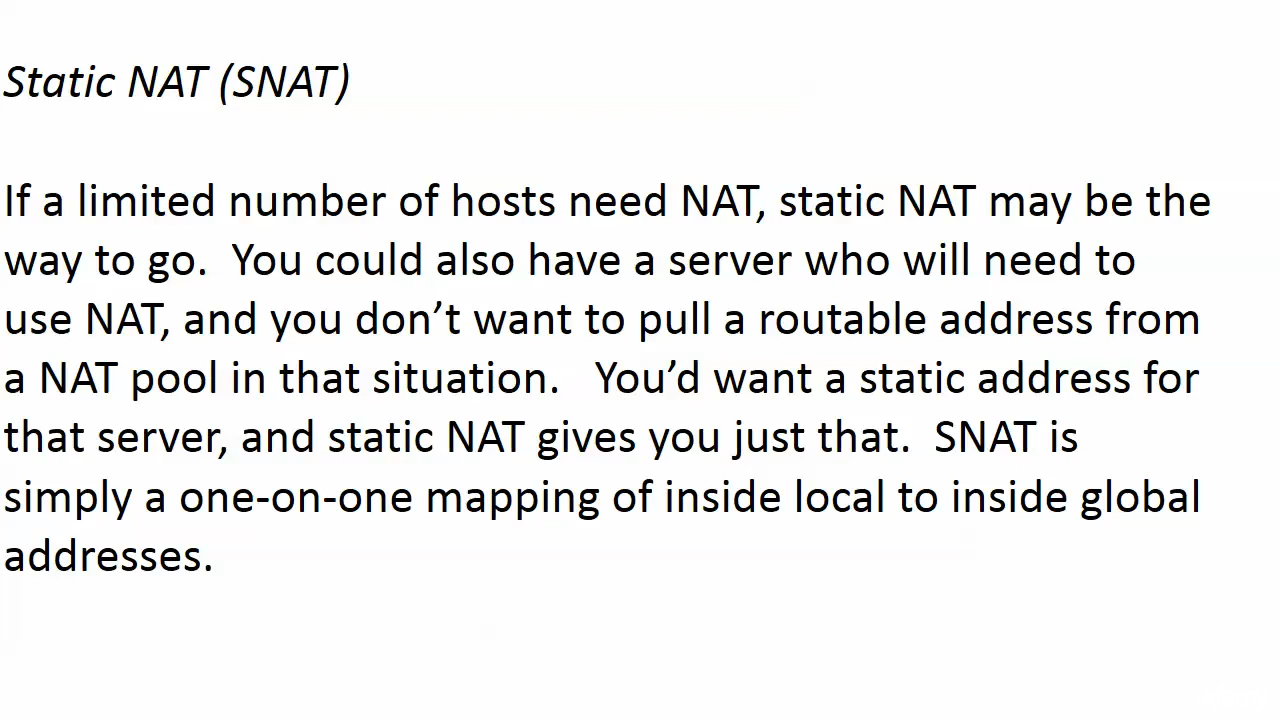 Static NAT (SNAT)
If a limited number of hosts need NAT, static NAT may be the
way to go.  You could also have a server who will need to
use NAT, and you don’t want to pull a routable address from
a NAT pool in that situation.   You’d want a static address for
that server, and static NAT gives you just that.  SNAT is
simply a one-on-one mapping of inside local to inside global
addresses.